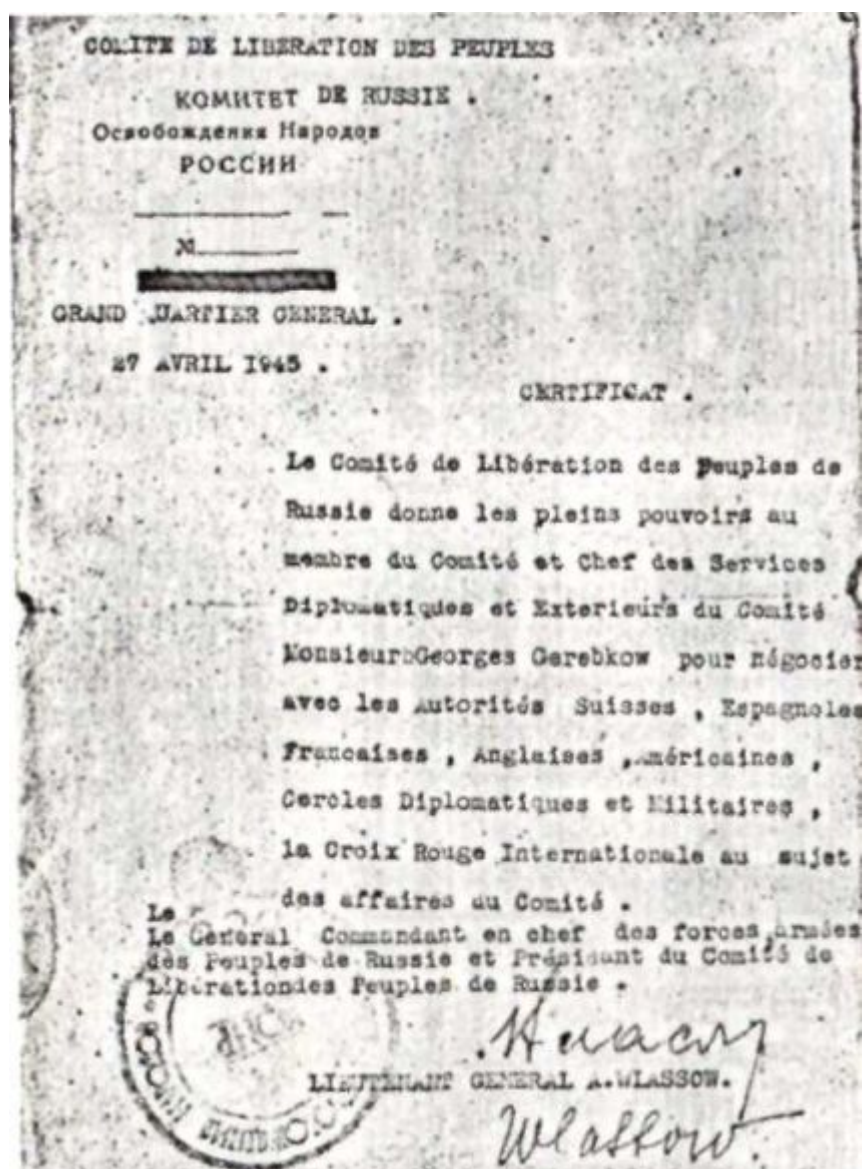 COMITE DE LIBERATION DES PEUPLES
КОМИТЕТ DE RUSSIE .
Освобождения Народов
РОССИИ
№
GRAND QUARTIER GENERAL .
27 AVRIL 1945 .
CERTIFICAT .
Le Comité de Libération des Peuples de
Russie donne les pleins pouvoirs au
membre du Comité et Chef des Services
Diplomatiques et Exterieurs du Comité
Monsieur Georges Gerebkow pour négocier
avec les Autorités Suisses , Espagnoles
Francaises , Anglaises ,Américaines ,
Cercles Diplomatiques et Militaires ,
la Croix Rouge Internationale au sujet
des affaires du Comité .
Le
Le General Commandant en chef des forces armées
des Peuples de Russie et Président du Comité de
Libérationdes Peuples de Russie .
LIEUTENANT GENERAL A.WLASSOW.
Wlassow.